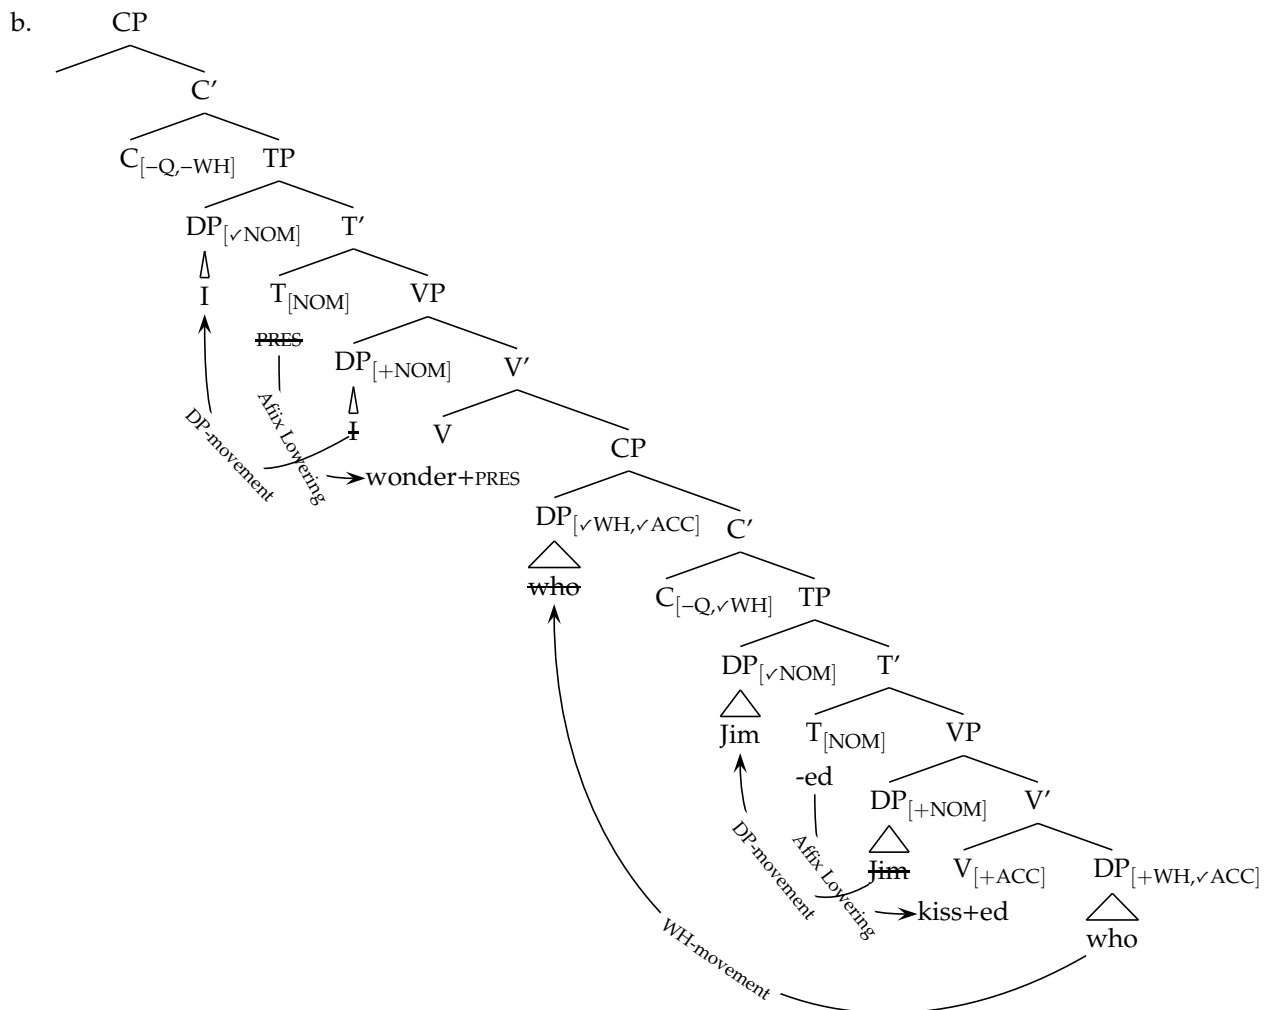 b.
CP
C′
C[−Q,−WH] TP
DP[✓NOM] T′
I T[NOM] VP
PRES
DP[+NOM] V′
I V CP
DP-movement
Afiix Lowering
wonder+PRES
DP[✓WH,✓ACC] C′
who
C[−Q,✓WH] TP
DP[✓NOM] T′
Jim T[NOM] VP
-ed
DP[+NOM] V′
Jim V[+ACC] DP[+WH,✓ACC]
DP-movement
Affix Lowering
kiss+ed
who
WH-movement